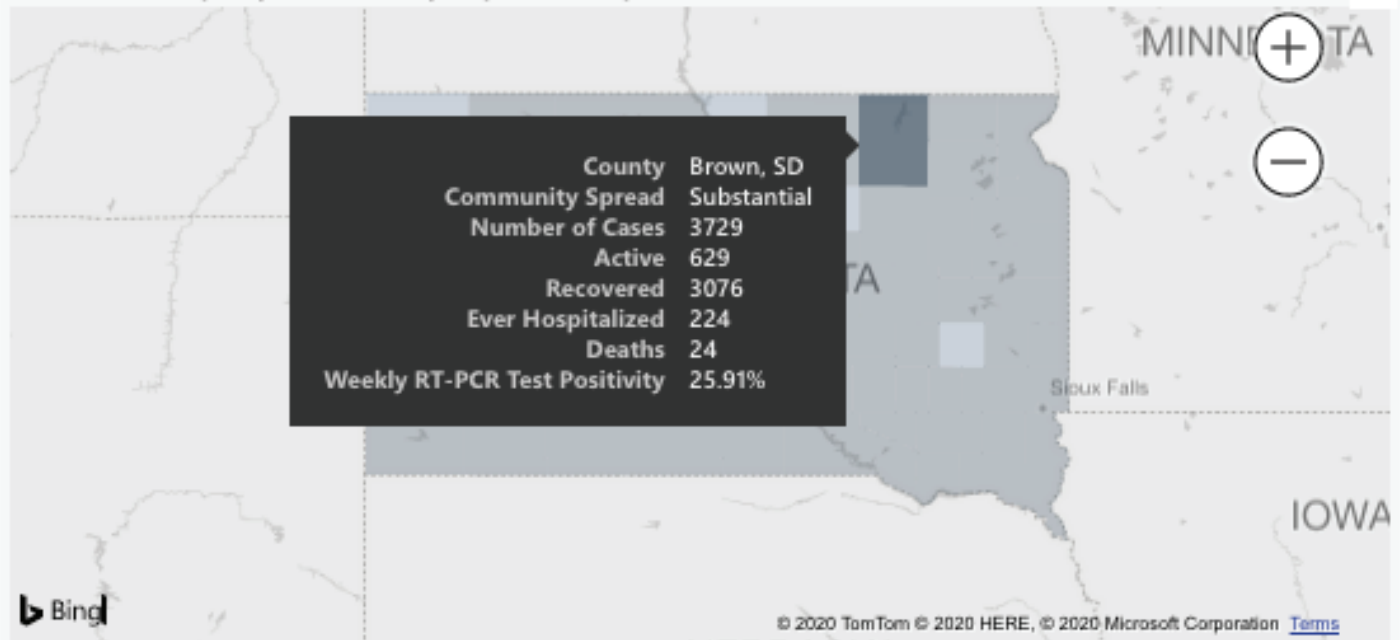 MINNE TA
County Brown, SD
Community Spread Substantial
Number of Cases 3729
Active 629
Recovered 3076
Ever Hospitalized 224
Deaths 24
Weekly RT-PCR Test Positivity 25.91%
TA
Sioux Falls
IOWA
Bing
© 2020 TomTom © 2020 HERE, © 2020 Microsoft Corporation Terms